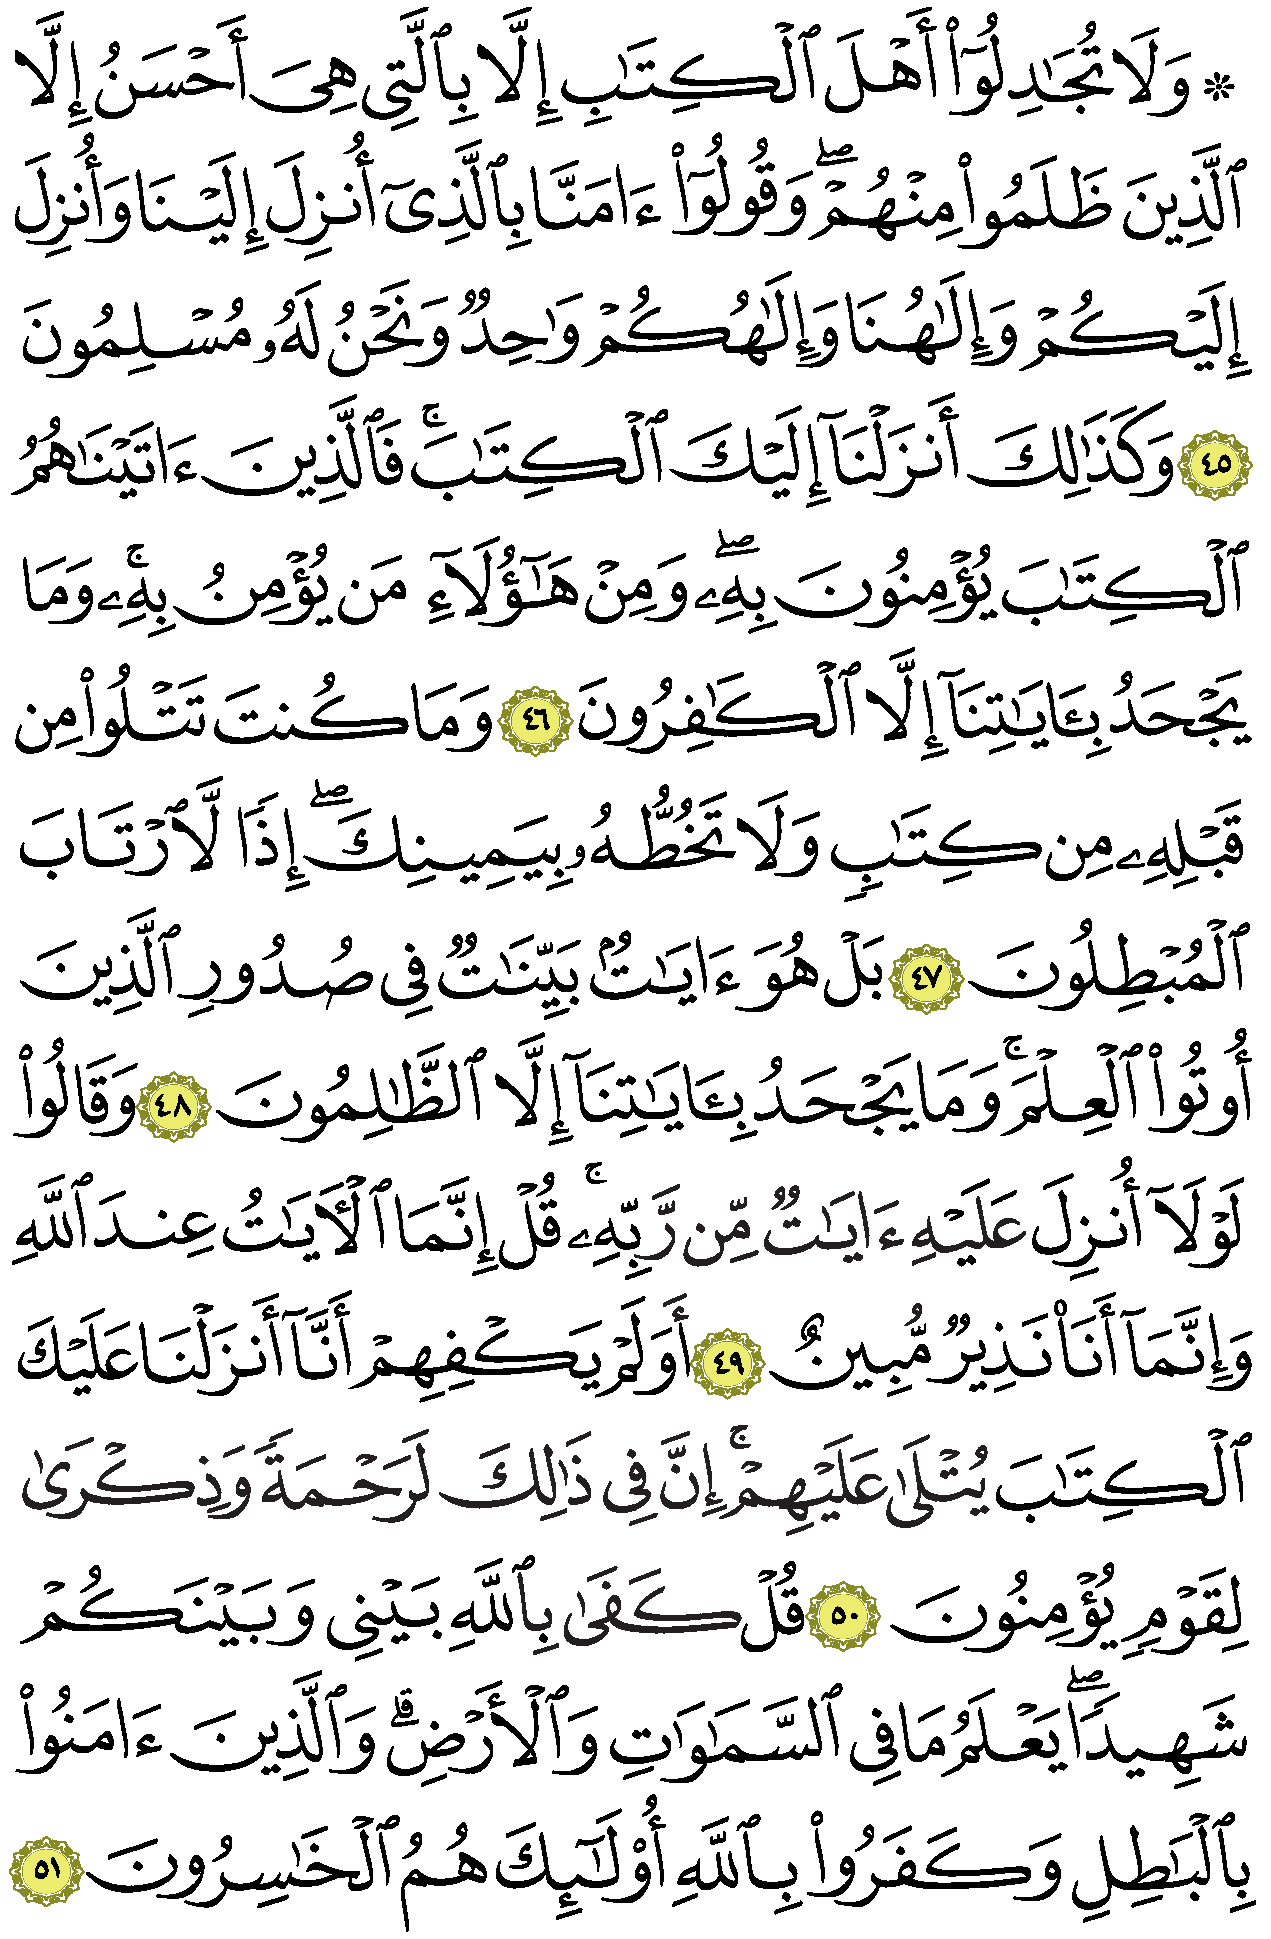 * وَلَا تُجَٰدِلُوٓا۟ أَهۡلَ ٱلۡكِتَٰبِ إِلَّا بِٱلَّتِي هِيَ أَحۡسَنُ إِلَّا
ٱلَّذِينَ ظَلَمُوا۟ مِنۡهُمۡۖ وَقُولُوٓا۟ ءَامَنَّا بِٱلَّذِيٓ أُنزِلَ إِلَيۡنَا وَأُنزِلَ
إِلَيۡكُمۡ وَإِلَٰهُنَا وَإِلَٰهُكُمۡ وَٰحِدٞ وَنَحۡنُ لَهُۥ مُسۡلِمُونَ
٤٥ وَكَذَٰلِكَ أَنزَلۡنَآ إِلَيۡكَ ٱلۡكِتَٰبَۚ فَٱلَّذِينَ ءَاتَيۡنَٰهُمُ
ٱلۡكِتَٰبَ يُؤۡمِنُونَ بِهِۦۖ وَمِنۡ هَٰٓؤُلَآءِ مَن يُؤۡمِنُ بِهِۦۚ وَمَا
يَجۡحَدُ بِـَٔايَٰتِنَآ إِلَّا ٱلۡكَٰفِرُونَ ٤٦ وَمَا كُنتَ تَتۡلُوا۟ مِن
قَبۡلِهِۦ مِن كِتَٰبٖ وَلَا تَخُطُّهُۥ بِيَمِينِكَۖ إِذٗا لَّٱرۡتَابَ
ٱلۡمُبۡطِلُونَ ٤٧ بَلۡ هُوَ ءَايَٰتُۢ بَيِّنَٰتٞ فِي صُدُورِ ٱلَّذِينَ
أُوتُوا۟ ٱلۡعِلۡمَۚ وَمَا يَجۡحَدُ بِـَٔايَٰتِنَآ إِلَّا ٱلظَّٰلِمُونَ ٤٨ وَقَالُوا۟
لَوۡلَآ أُنزِلَ عَلَيۡهِ ءَايَٰتٞ مِّن رَّبِّهِۦۚ قُلۡ إِنَّمَا ٱلۡأٓيَٰتُ عِندَ ٱللَّهِ
وَإِنَّمَآ أَنَا۠ نَذِيرٞ مُّبِينٌ ٤٩ أَوَلَمۡ يَكۡفِهِمۡ أَنَّآ أَنزَلۡنَا عَلَيۡكَ
ٱلۡكِتَٰبَ يُتۡلَىٰ عَلَيۡهِمۡۚ إِنَّ فِي ذَٰلِكَ لَرَحۡمَةٗ وَذِكۡرَىٰ
لِقَوۡمٖ يُؤۡمِنُونَ ٥٠ قُلۡ كَفَىٰ بِٱللَّهِ بَيۡنِي وَبَيۡنَكُمۡ
شَهِيدٗاۖ يَعۡلَمُ مَا فِي ٱلسَّمَٰوَٰتِ وَٱلۡأَرۡضِۗ وَٱلَّذِينَ ءَامَنُوا۟
بِٱلۡبَٰطِلِ وَكَفَرُوا۟ بِٱللَّهِ أُو۟لَٰٓئِكَ هُمُ ٱلۡخَٰسِرُونَ ٥١